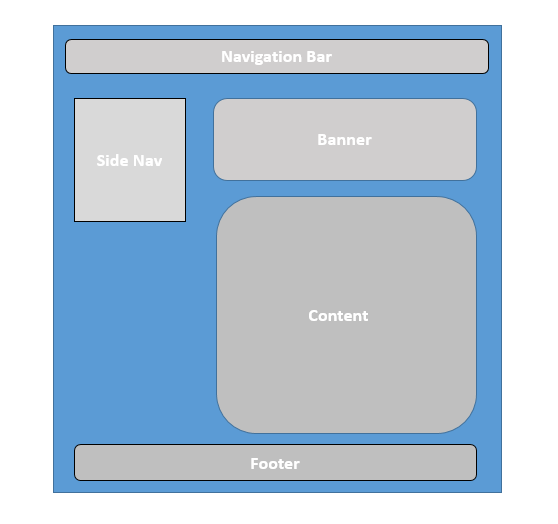 Navigation Bar
Side Nav
Banner
Content
Footer